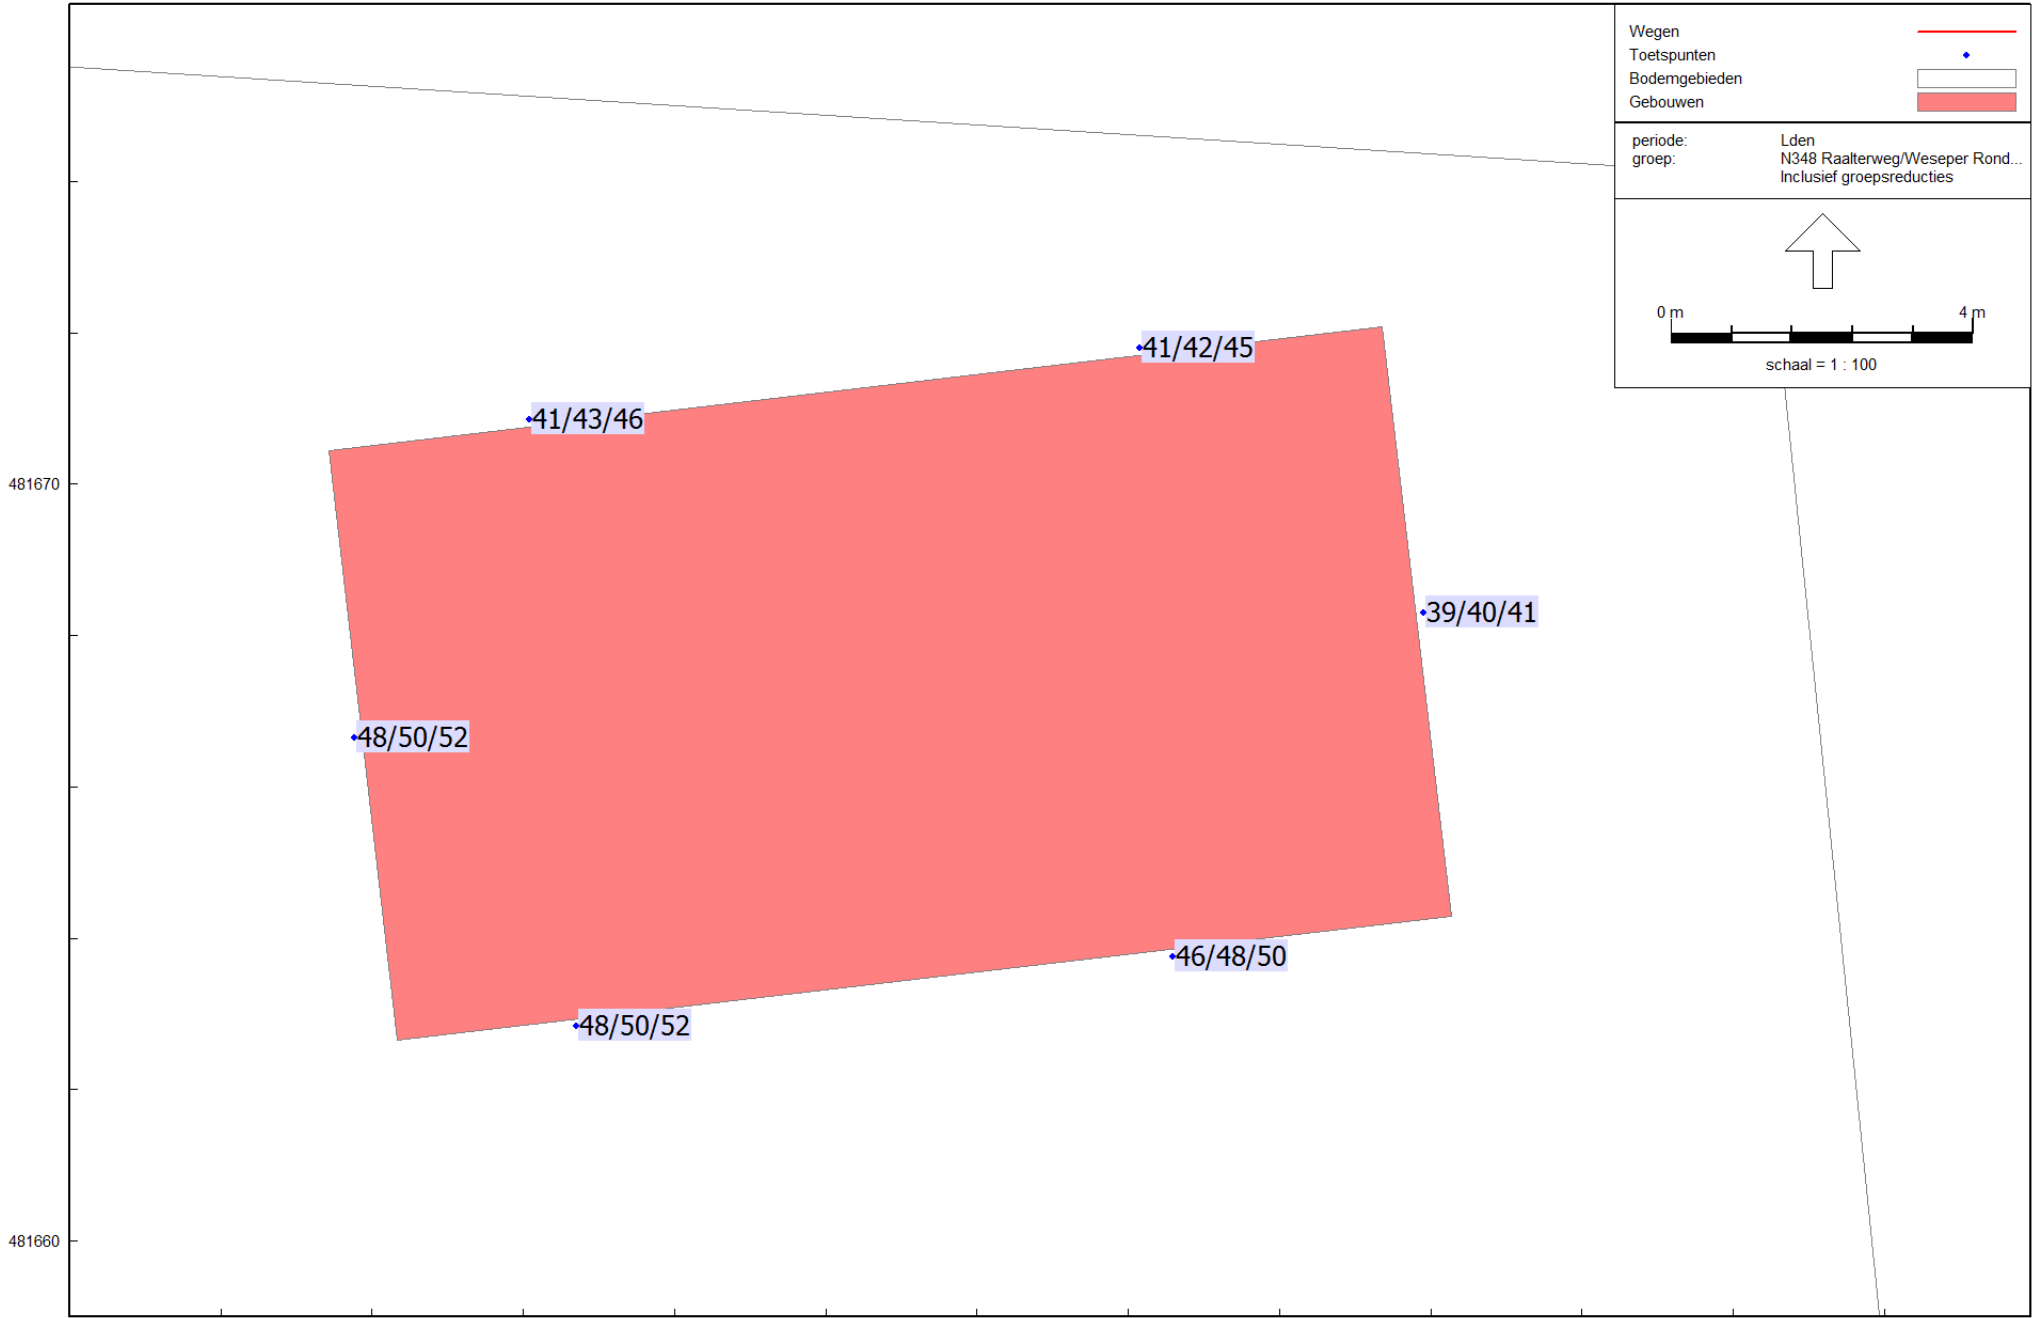 Wegen
Toetspunten
Bodemgebieden
Gebouwen
periode: Lden
groep: N348 Raalterweg/Weseper Rond...
Inclusief groepsreducties
0 m 4 m
schaal = 1 : 100
41/42/45
41/43/46
481670
39/40/41
48/50/52
46/48/50
48/50/52
481660